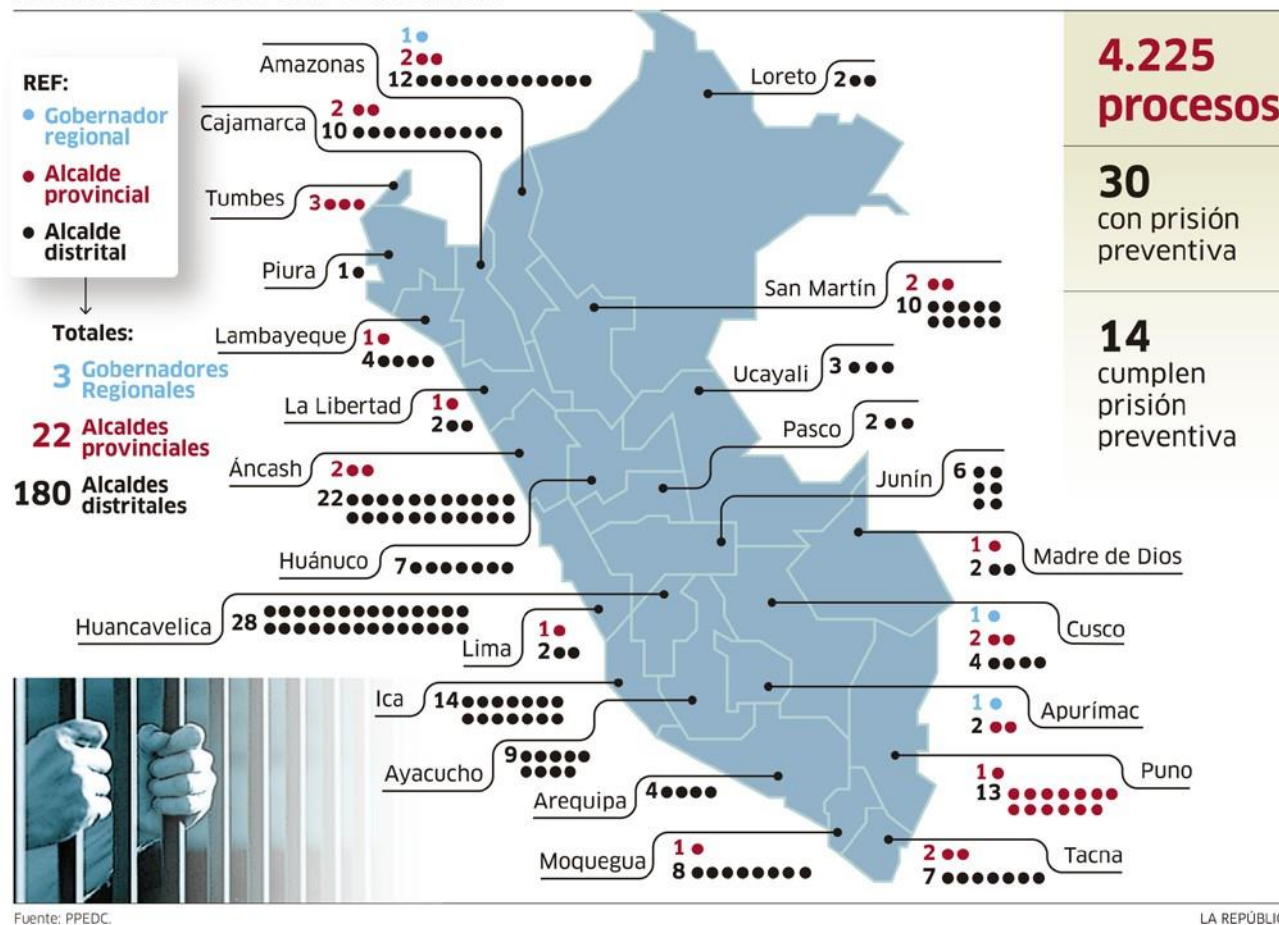 REF:
Gobernador
regional
Alcalde
provincial
Alcalde
distrital
Totales:
3 Gobernadores
Regionales
22 Alcaldes
provinciales
180 Alcaldes
distritales
Amazonas
1
2
12
Cajamarca
2
10
Tumbes
3
Piura
1
Lambayeque
1
4
La Libertad
1
2
Áncash
2
22
Huánuco
7
Huancavelica
28
Lima
1
2
Ica
14
Ayacucho
9
Arequipa
4
Moquegua
1
8
Loreto
2
San Martín
2
10
Ucayali
3
Pasco
2
Junín
6
Madre de Dios
1
2
Cusco
1
2
4
Apurímac
1
2
Puno
1
13
Tacna
2
7
4.225
procesos
30
con prisión
preventiva
14
cumplen
prisión
preventiva
Fuente: PPEDC.
LA REPÚBLIC